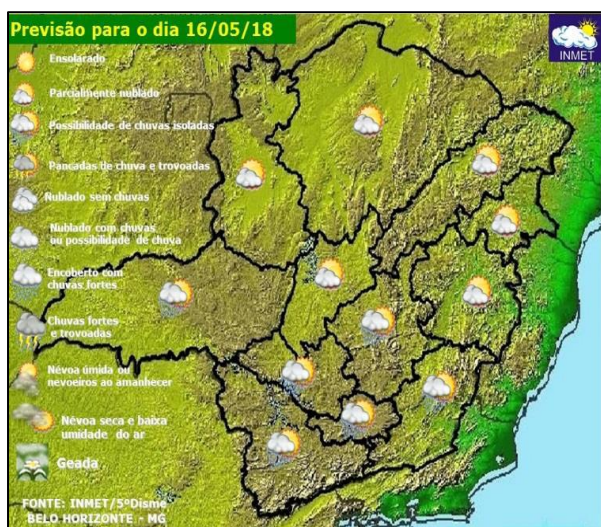 Previsão para o dia 16/05/18
INMET
Ensolarado
Parcialmente nublado
Possibilidade de chuvas isoladas
Pancadas de chuva e trovoadas
Nublado sem chuvas
Nublado com chuvas
ou possibilidade de chuva
Encoberto com
chuvas fortes
Chuvas fortes
e trovoadas
Névoa úmida ou
nevoeiros ao amanhecer
Névoa seca e baixa
umidade do ar
Geada
FONTE: INMET/5ºDisme
BELO HORIZONTE - MG